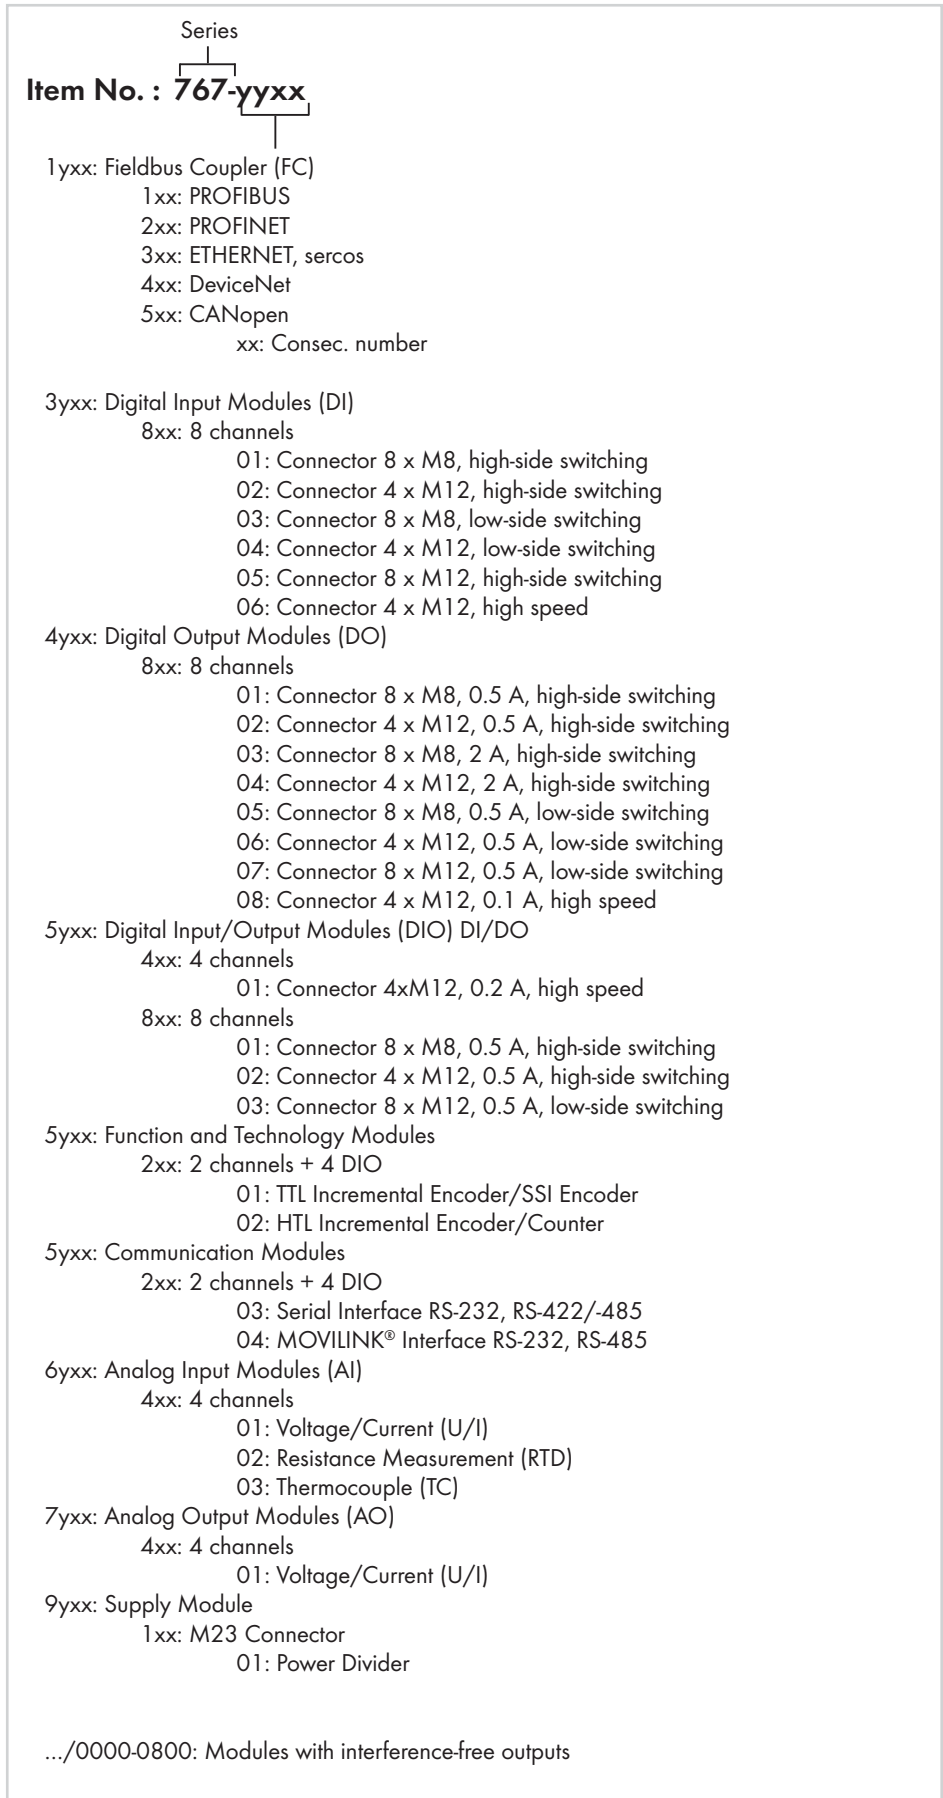 Series
Item No. : 767-yyxx
1yxx: Fieldbus Coupler (FC)
1xx: PROFIBUS
2xx: PROFINET
3xx: ETHERNET, sercos
4xx: DeviceNet
5xx: CANopen
xx: Consec. number
3yxx: Digital Input Modules (DI)
8xx: 8 channels
01: Connector 8 x M8, high-side switching
02: Connector 4 x M12, high-side switching
03: Connector 8 x M8, low-side switching
04: Connector 4 x M12, low-side switching
05: Connector 8 x M12, high-side switching
06: Connector 4 x M12, high speed
4yxx: Digital Output Modules (DO)
8xx: 8 channels
01: Connector 8 x M8, 0.5 A, high-side switching
02: Connector 4 x M12, 0.5 A, high-side switching
03: Connector 8 x M8, 2 A, high-side switching
04: Connector 4 x M12, 2 A, high-side switching
05: Connector 8 x M8, 0.5 A, low-side switching
06: Connector 4 x M12, 0.5 A, low-side switching
07: Connector 8 x M12, 0.5 A, low-side switching
08: Connector 4 x M12, 0.1 A, high speed
5yxx: Digital Input/Output Modules (DIO) DI/DO
4xx: 4 channels
01: Connector 4xM12, 0.2 A, high speed
8xx: 8 channels
01: Connector 8 x M8, 0.5 A, high-side switching
02: Connector 4 x M12, 0.5 A, high-side switching
03: Connector 8 x M12, 0.5 A, low-side switching
5yxx: Function and Technology Modules
2xx: 2 channels + 4 DIO
01: TTL Incremental Encoder/SSI Encoder
02: HTL Incremental Encoder/Counter
5yxx: Communication Modules
2xx: 2 channels + 4 DIO
03: Serial Interface RS-232, RS-422/-485
04: MOVILINK® Interface RS-232, RS-485
6yxx: Analog Input Modules (AI)
4xx: 4 channels
01: Voltage/Current (U/I)
02: Resistance Measurement (RTD)
03: Thermocouple (TC)
7yxx: Analog Output Modules (AO)
4xx: 4 channels
01: Voltage/Current (U/I)
9yxx: Supply Module
1xx: M23 Connector
01: Power Divider
.../0000-0800: Modules with interference-free outputs